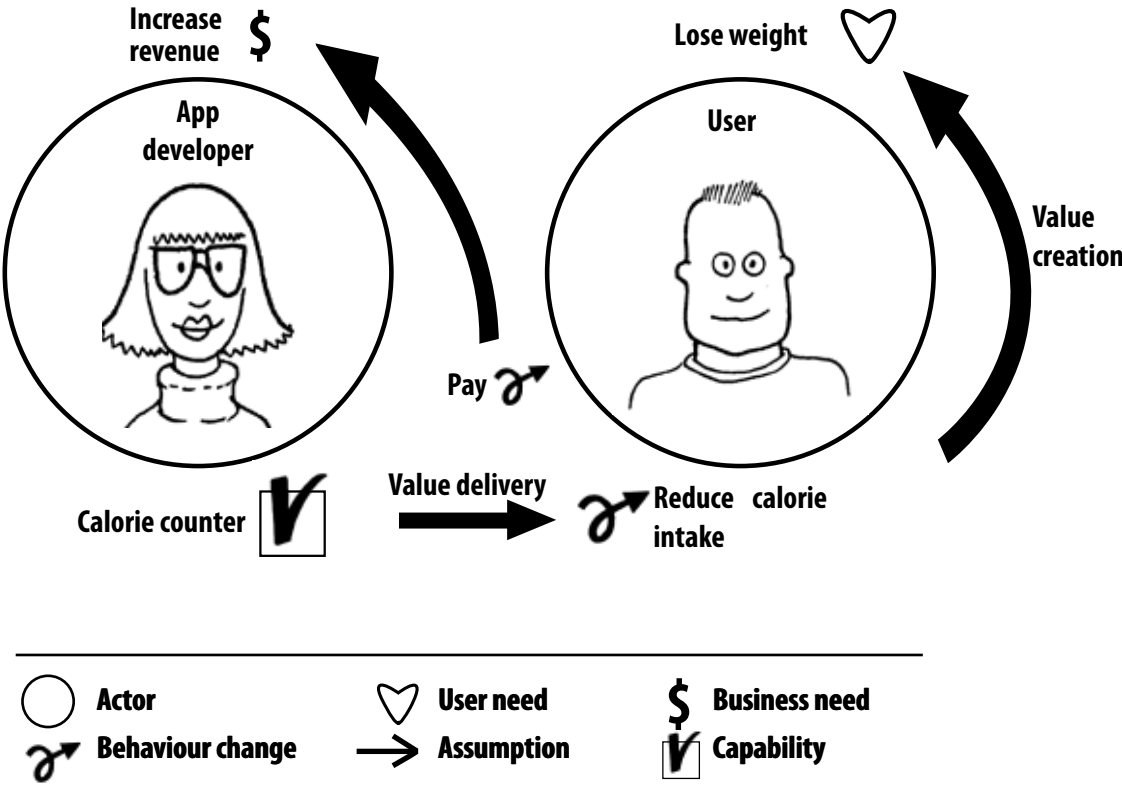 Increase
revenue $
Lose weight
App
developer
User
Value
creation
Pay
Calorie counter
Value delivery
Reduce calorie
intake
Actor
User need
$ Business need
Behaviour change
Assumption
Capability